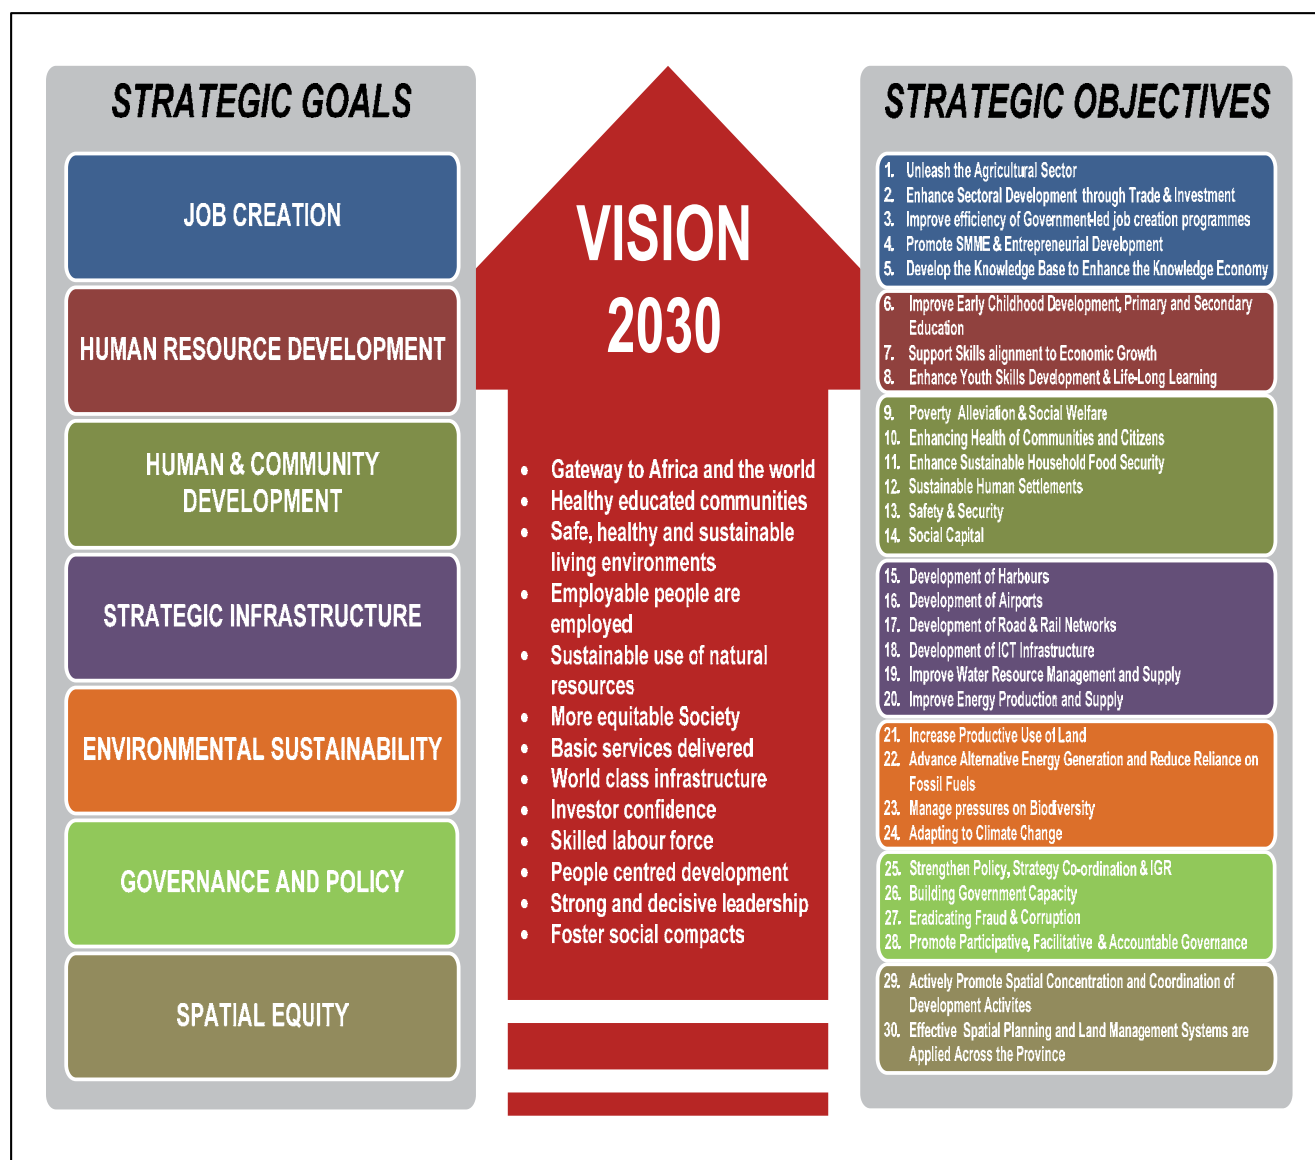 STRATEGIC GOALS
JOB CREATION
HUMAN RESOURCE DEVELOPMENT
HUMAN & COMMUNITY
DEVELOPMENT
STRATEGIC INFRASTRUCTURE
ENVIRONMENTAL SUSTAINABILITY
GOVERNANCE AND POLICY
SPATIAL EQUITY
VISION
2030
• Gateway to Africa and the world
• Healthy educated communities
• Safe, healthy and sustainable
living environments
• Employable people are
employed
• Sustainable use of natural
resources
• More equitable Society
• Basic services delivered
• World class infrastructure
• Investor confidence
• Skilled labour force
• People centred development
• Strong and decisive leadership
• Foster social compacts
STRATEGIC OBJECTIVES
1. Unleash the Agricultural Sector
2. Enhance Sectoral Development through Trade & Investment
3. Improve efficiency of Government-led job creation programmes
4. Promote SMME & Entrepreneurial Development
5. Develop the Knowledge Base to Enhance the Knowledge Economy
6. Improve Early Childhood Development, Primary and Secondary
Education
7. Support Skills alignment to Economic Growth
8. Enhance Youth Skills Development & Life-Long Learning
9. Poverty Alleviation & Social Welfare
10. Enhancing Health of Communities and Citizens
11. Enhance Sustainable Household Food Security
12. Sustainable Human Settlements
13. Safety & Security
14. Social Capital
15. Development of Harbours
16. Development of Airports
17. Development of Road & Rail Networks
18. Development of ICT Infrastructure
19. Improve Water Resource Management and Supply
20. Improve Energy Production and Supply
21. Increase Productive Use of Land
22. Advance Alternative Energy Generation and Reduce Reliance on
Fossil Fuels
23. Manage pressures on Biodiversity
24. Adapting to Climate Change
25. Strengthen Policy, Strategy Co-ordination & IGR
26. Building Government Capacity
27. Eradicating Fraud & Corruption
28. Promote Participative, Facilitative & Accountable Governance
29. Actively Promote Spatial Concentration and Coordination of
Development Activites
30. Effective Spatial Planning and Land Management Systems are
Applied Across the Province